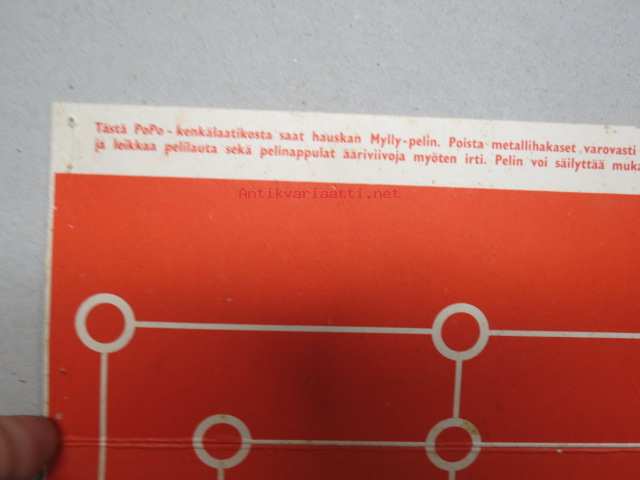 Tästä PoPo - kenkälaatikosta saat hauskan Mylly-pelin. Poista metallihakaset varovasti
ja leikkaa pelilauta sekä pelinappulat ääriviivoja myöten irti. Pelin voi säilyttää muka
Antikvariaatti.net